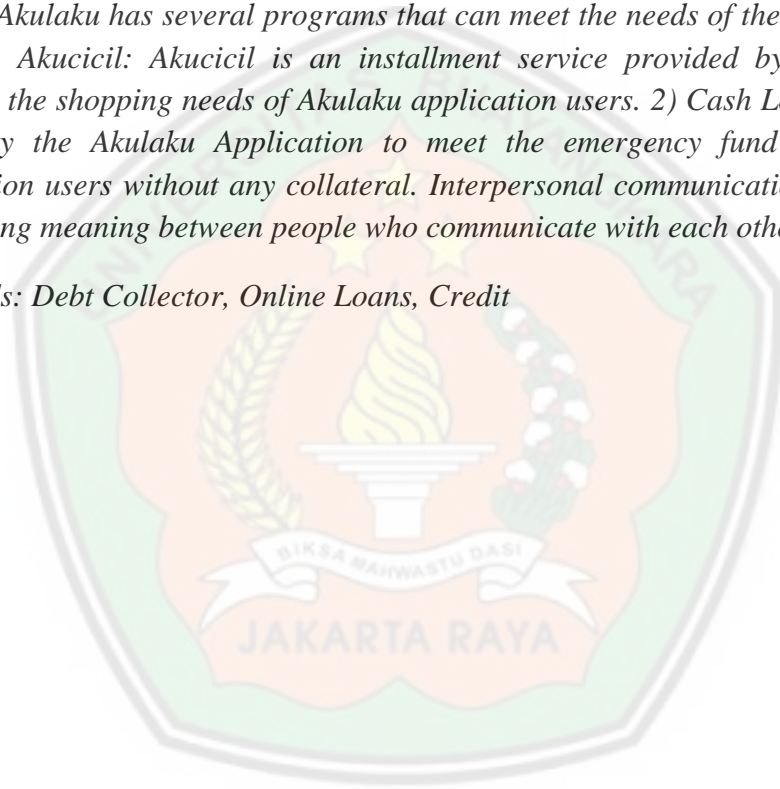 Akulaku has several programs that can meet the needs of the
Akucicil: Akucicil is an installment service provided by
the shopping needs of Akulaku application users. 2) Cash L
y the Akulaku Application to meet the emergency fund
ion users without any collateral. Interpersonal communicati
ng meaning between people who communicate with each othe
s: Debt Collector, Online Loans, Credit
UNIVERSITAS BHAYANGKARA
BIKSA MAHWASTU DASI
JAKARTA RAYA